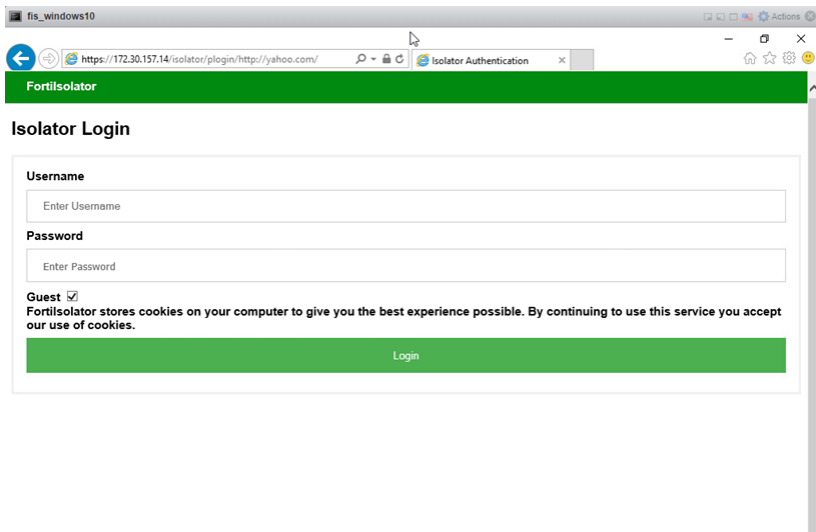 fis_windows10
Actions
https://172.30.157.14/isolator/plogin/http://yahoo.com/
Isolator Authentication
FortiIsolator
Isolator Login
Username
Enter Username
Password
Enter Password
Guest
FortiIsolator stores cookies on your computer to give you the best experience possible. By continuing to use this service you accept
our use of cookies.
Login